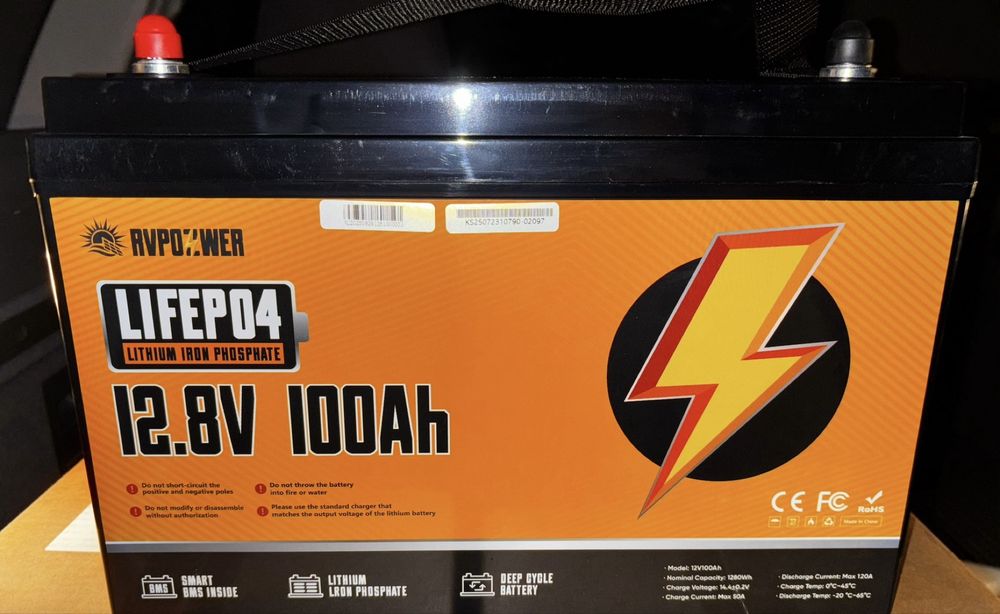 KS25072310790-02097
RVPOWER
LIFEPO4
LITHIUM IRON PHOSPHATE
12.8V 100Ah
Do not short-circuit the
positive and negative poles
Do not throw the battery
into fire or water
Do not modify or disassemble
without authorization
Please use the standard charger that
matches the output voltage of the lithium battery
CE FC RoHS
Made in China
BMS
SMART
BMS INSIDE
LITHIUM
LRON PHOSPHATE
DEEP CYCLE
BATTERY
· Model: 12V100Ah
· Nominal Capacity: 1280Wh
· Charge Voltage: 14.4±0.2V
· Charge Current: Max 50A
· Discharge Current: Max 120A
· Charge Temp: 0°C~45°C
· Discharge Temp: -20 °C~65°C